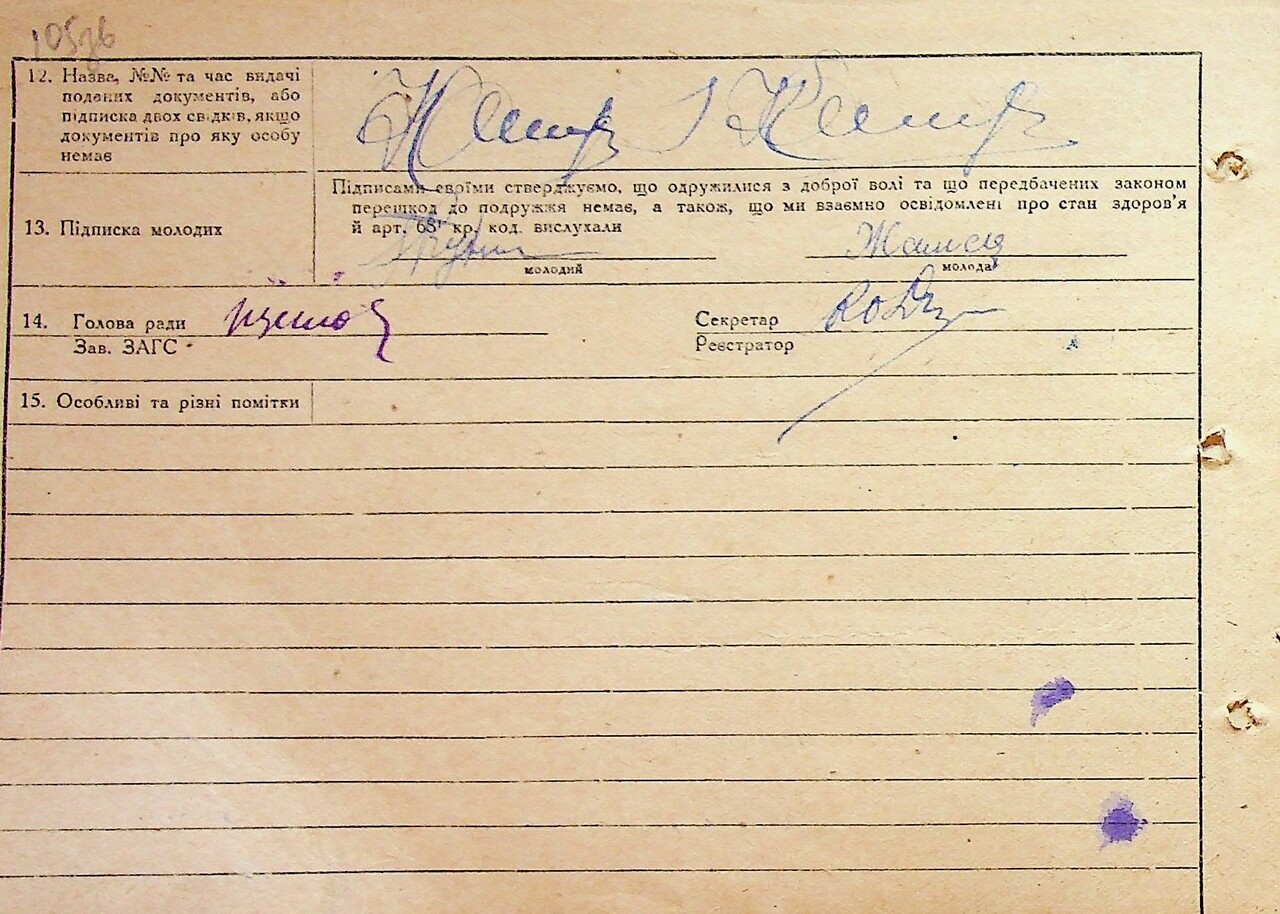 12. Назва, №№ та час видачі
поданих документів, або
підписка двох свідків, якщо
документів про яку особу
немає
Підписами своїми стверджуємо, що одружилися з доброї волі та що передбачених законом
перешкод до подружжя немає, а також, що ми взаємно освідомлені про стан здоров'я
й арт. 68 кр. код. вислухали
13. Підписка молодих
молодий
молода
14. Голова ради
Секретар
Зав. ЗАГС
Реєстратор
15. Особливі та різні помітки